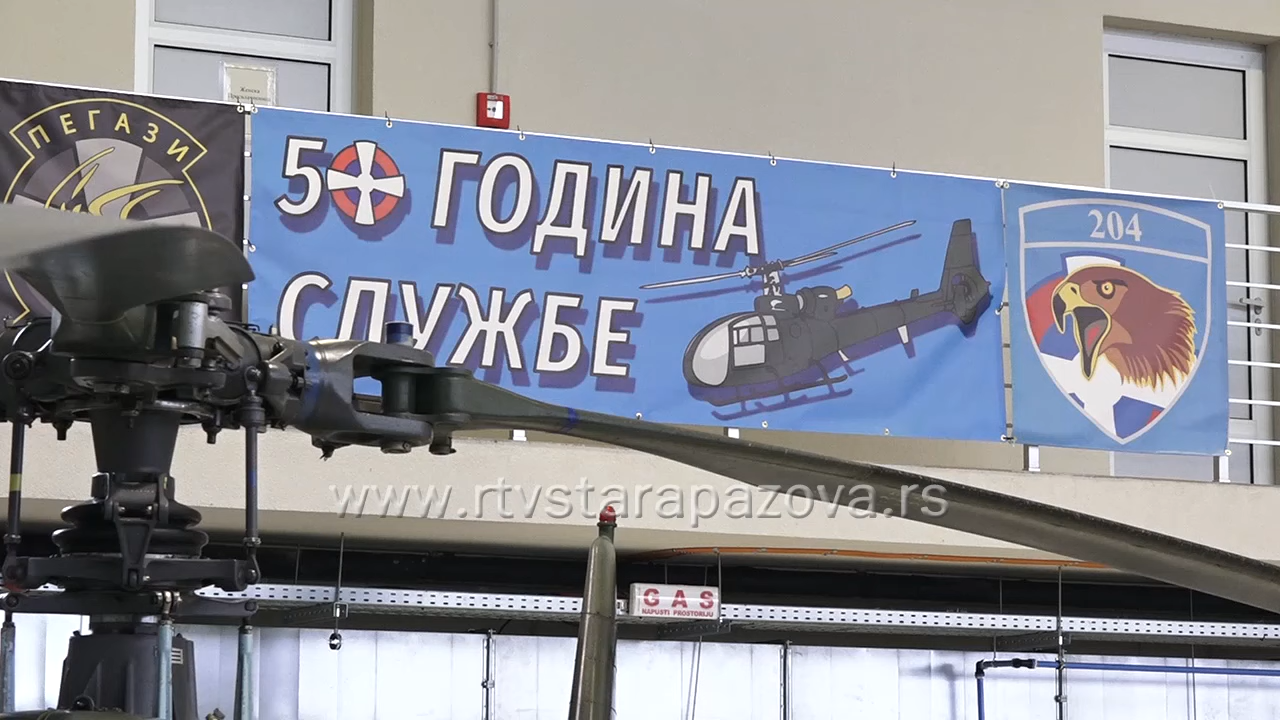 ПЕГАЗИ
50 ГОДИНА
СЛУЖБЕ
204
www.rtvstarapazova.rs
GAS
NAPUSTI PROSTORIJU